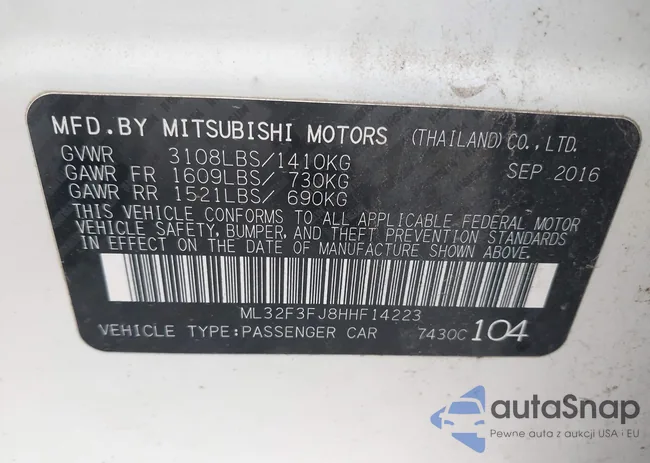 MFD.BY MITSUBISHI MOTORS (THAILAND)CO.,LTD.
GVWR 3108LBS/1410KG SEP 2016
GAWR FR 1609LBS/ 730KG
GAWR RR 1521LBS/ 690KG
THIS VEHICLE CONFORMS TO ALL APPLICABLE FEDERAL MOTOR
VEHICLE SAFETY, BUMPER, AND THEFT PREVENTION STANDARDS
IN EFFECT ON THE DATE OF MANUFACTURE SHOWN ABOVE.
ML32F3FJ8HHF14223
VEHICLE TYPE:PASSENGER CAR 7430C 104
autaSnap
Pewne auta z aukcji USA i EU